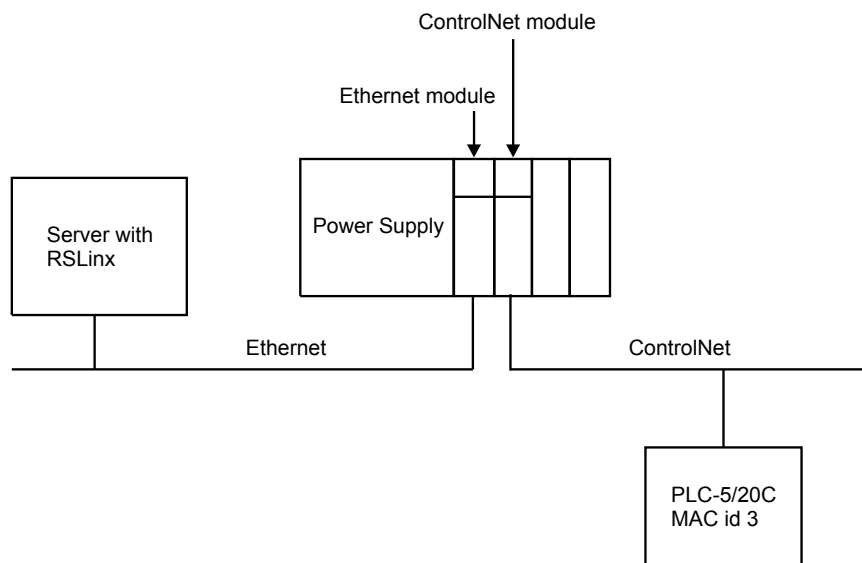 ControlNet module
Ethernet module
Server with
RSLinx
Power Supply
Ethernet
ControlNet
PLC-5/20C
MAC id 3